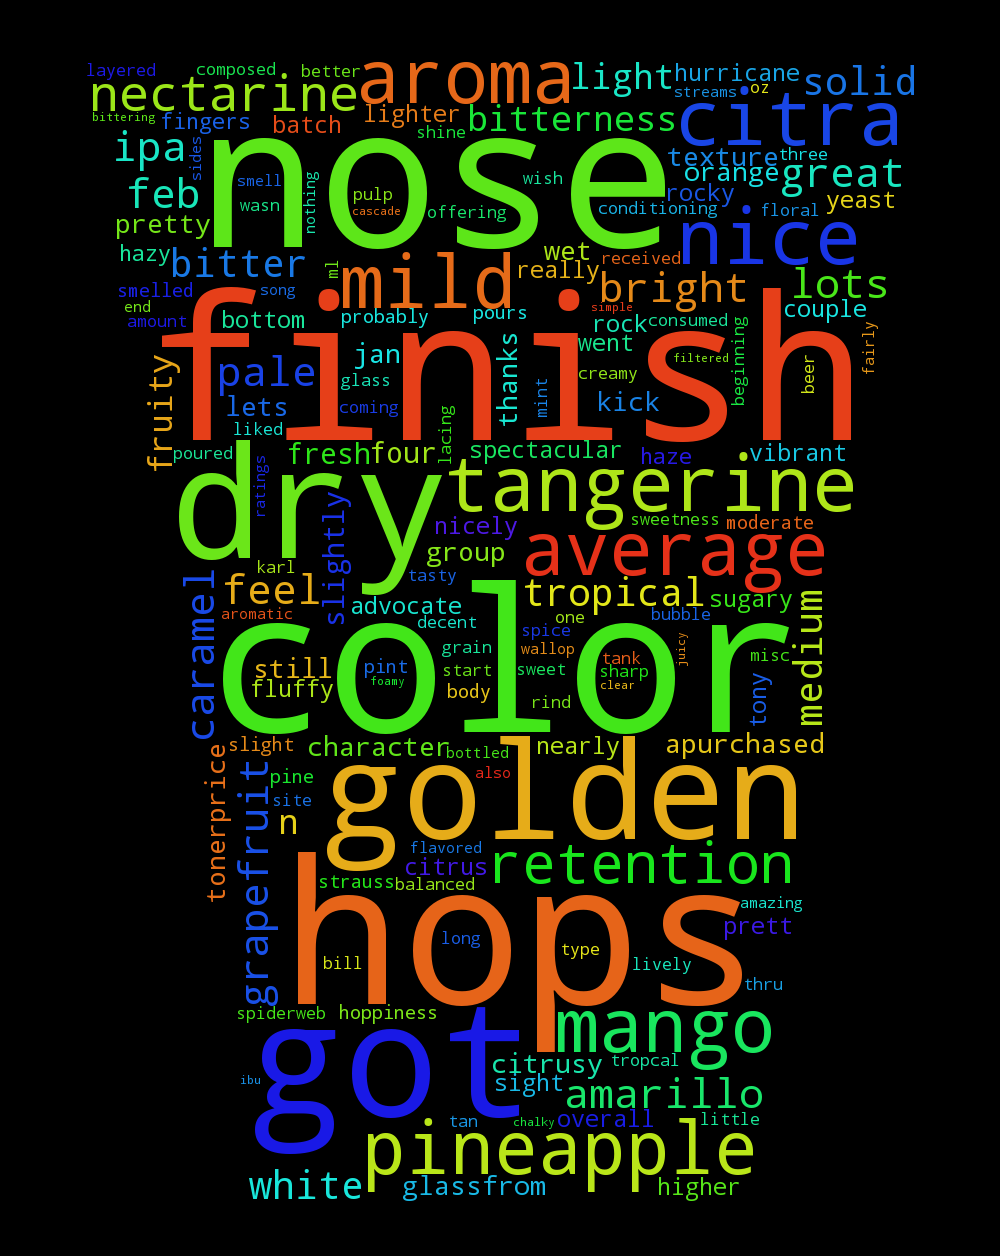 layered composed better aroma light hurricane solid
nectarine streams oz
bittering fingers batch lighter shine bitterness citra
ipa sides nose texture three
feb smell nothing pulp wish orange great
wasn cascade offering rocky yeast
pretty conditioning floral
hazy bitter ml mild really wet received nice
smelled song bright lots
end simple
amount bottom probably pours rock consumed couple
finish
fruity pale jan thanks went beginning fairly
glass creamy filtered beer
lets coming mint kick
liked lacing
poured fresh four spectacular haze vibrant
ratings dry tangerine
slightly nicely sweetness moderate
group average
karl tasty
caramel feel tropical sugary medium
aromatic advocate decent one bubble
color spice
grain wallop juicy
still pint start sweet tank misc
foamy sharp
fluffy body rind clear tony
slight character bottled nearly apurchased
tonerprice grapefruit pine also golden
site
n
flavored
citrus retention
strauss balanced
hops amazing
long type prett
bill lively
thru
spiderweb hoppiness
got mango
citrusy tropcal
ibu sight amarillo
tan chalky overall little
pineapple
white glassfrom higher